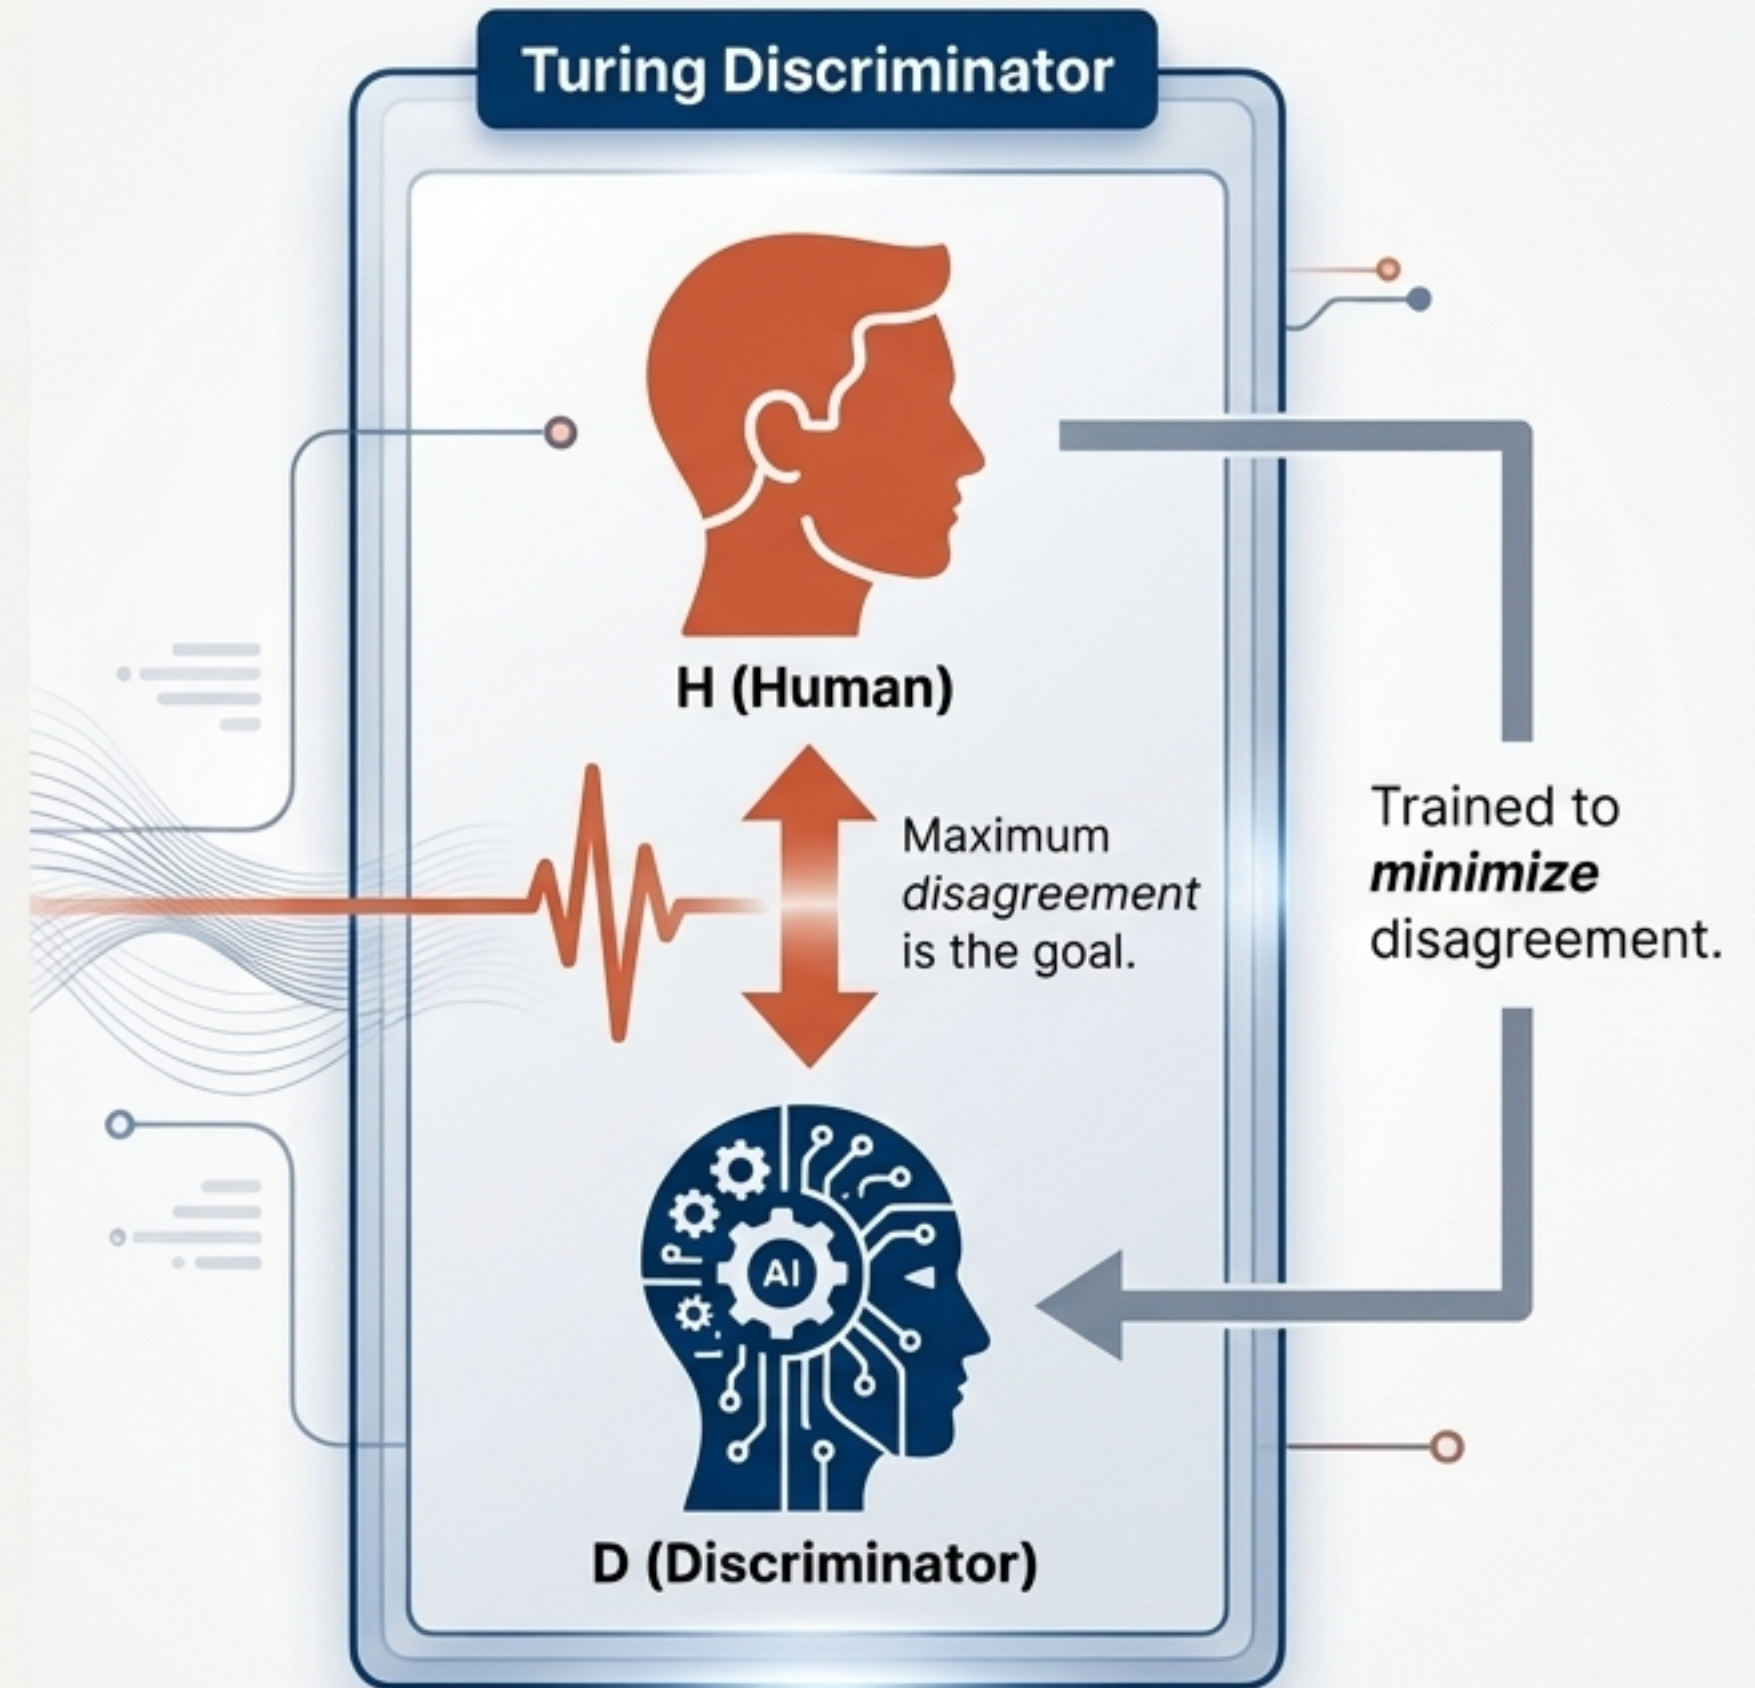 Turing Discriminator
H (Human)
Maximum
disagreement
is the goal.
Trained to
minimize
disagreement.
AI
D (Discriminator)